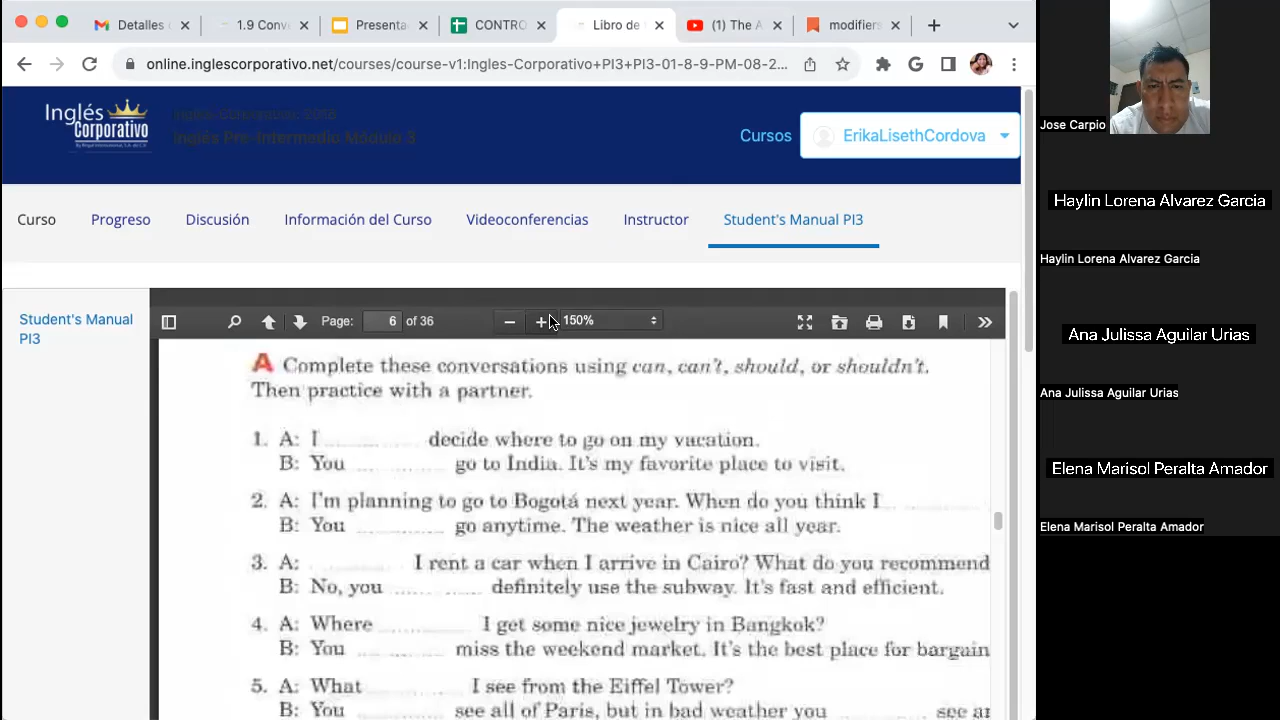 Detalles
1.9 Conv
Presenta
CONTRO
Libro de
(1) The A
modifiers
online.inglescorporativo.net/courses/course-v1:Ingles-Corporativo+PI3+PI3-01-8-9-PM-08-2...
Inglés
Corporativo
Inglés Pre-Intermedio Módulo 3
Cursos
ErikaLisethCordova
Curso
Progreso
Discusión
Información del Curso
Videoconferencias
Instructor
Student's Manual PI3
Student's Manual
PI3
Page: 6 of 36
150%
A Complete these conversations using can, can't, should, or shouldn't.
Then practice with a partner.
1. A: I decide where to go on my vacation.
B: You go to India. It's my favorite place to visit.
2. A: I'm planning to go to Bogotá next year. When do you think I
B: You go anytime. The weather is nice all year.
3. A: I rent a car when I arrive in Cairo? What do you recommend
B: No, you definitely use the subway. It's fast and efficient.
4. A: Where I get some nice jewelry in Bangkok?
B: You miss the weekend market. It's the best place for bargain
5. A: What I see from the Eiffel Tower?
B: You see all of Paris, but in bad weather you see
Jose Carpio
Haylin Lorena Alvarez Garcia
Haylin Lorena Alvarez Garcia
Ana Julissa Aguilar Urias
Ana Julissa Aguilar Urias
Elena Marisol Peralta Amador
Elena Marisol Peralta Amador